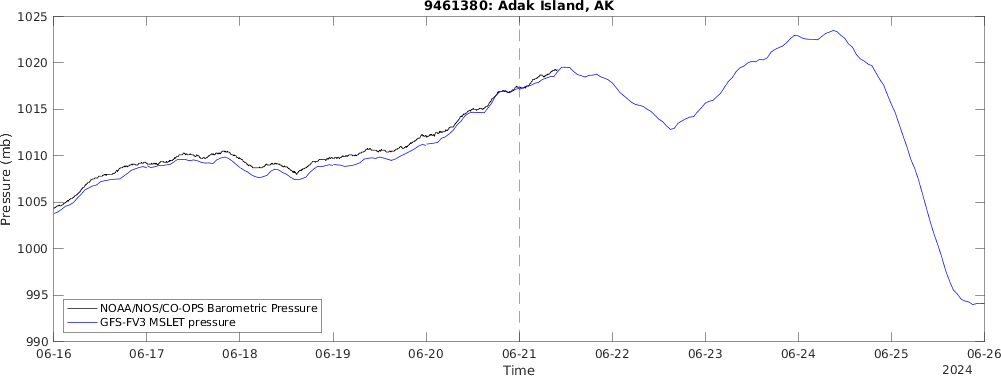 9461380: Adak Island, AK
Pressure (mb)
1025
1020
1015
1010
1005
1000
995
990
NOAA/NOS/CO-OPS Barometric Pressure
GFS-FV3 MSLET pressure
06-16 06-17 06-18 06-19 06-20 06-21 06-22 06-23 06-24 06-25 06-26
Time
2024